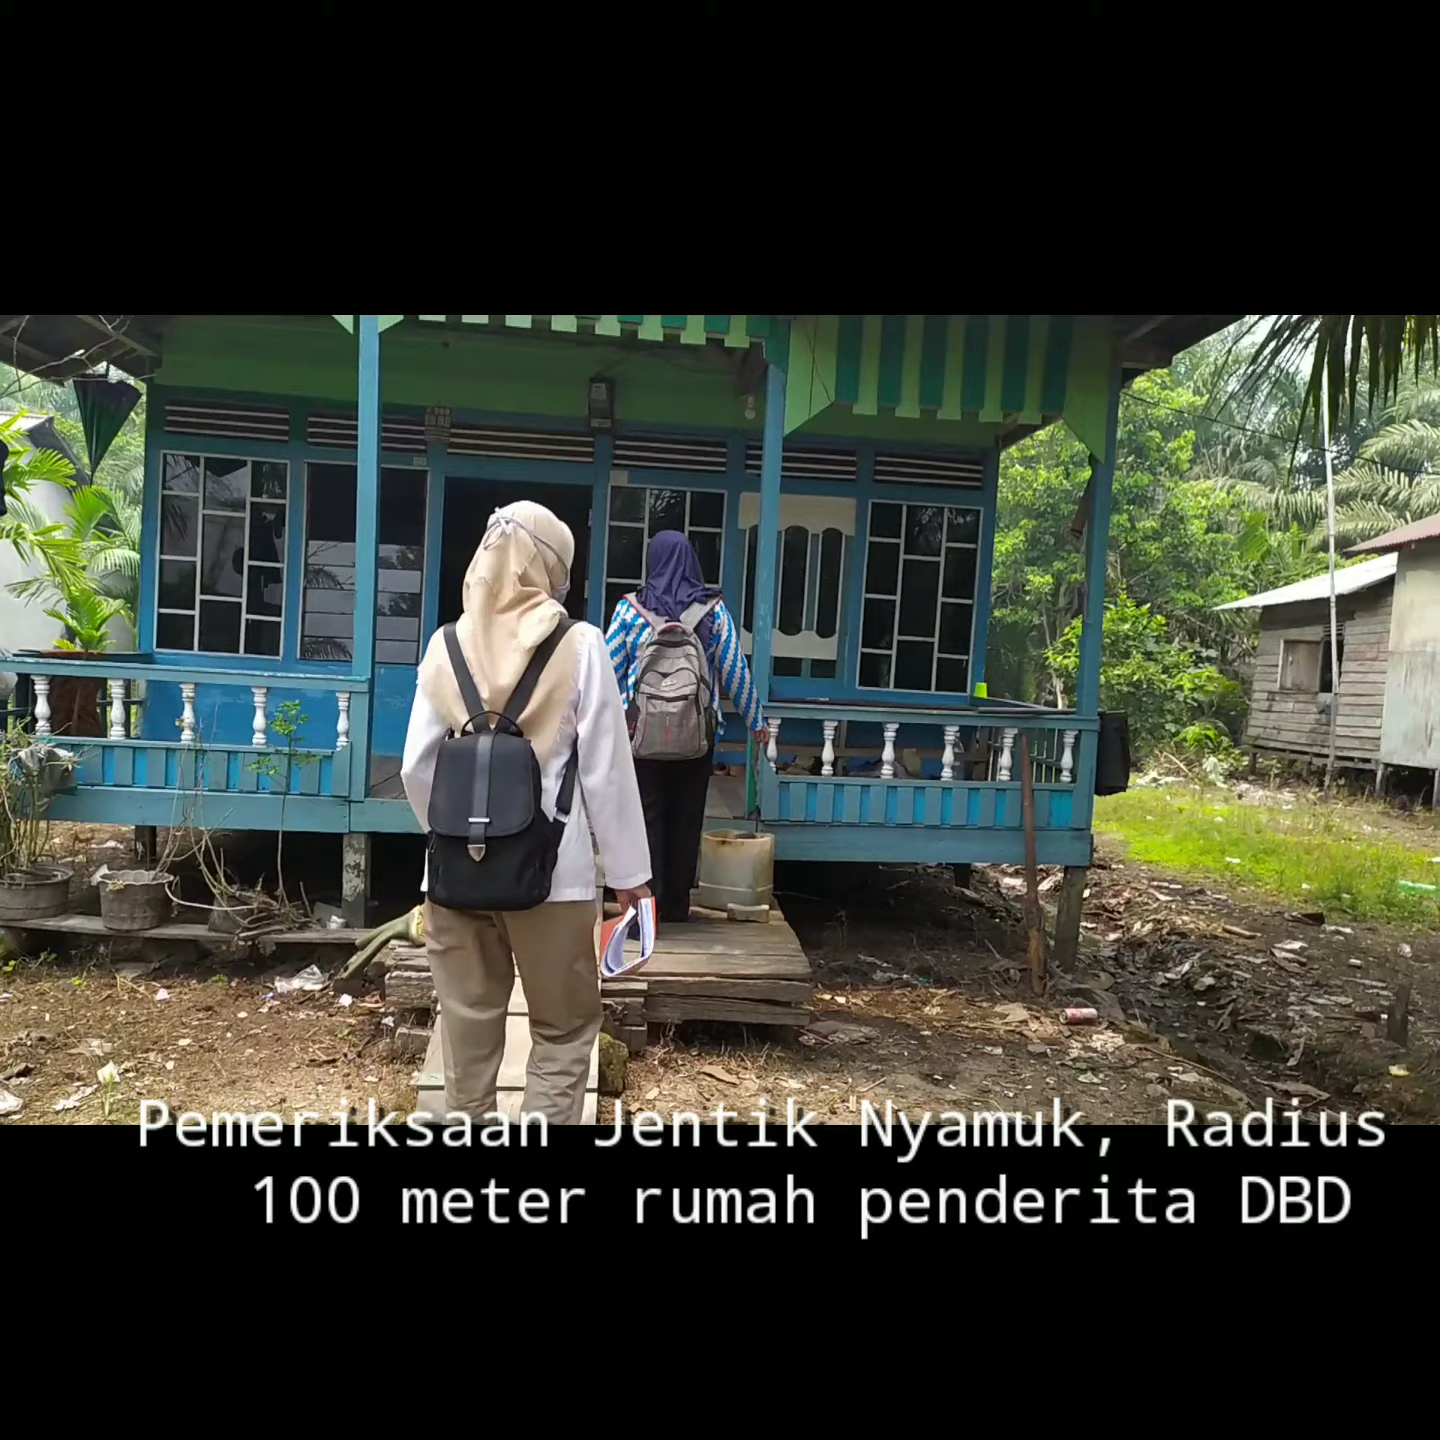 Pemeriksaan Jentik Nyamuk, Radius
100 meter rumah penderita DBD